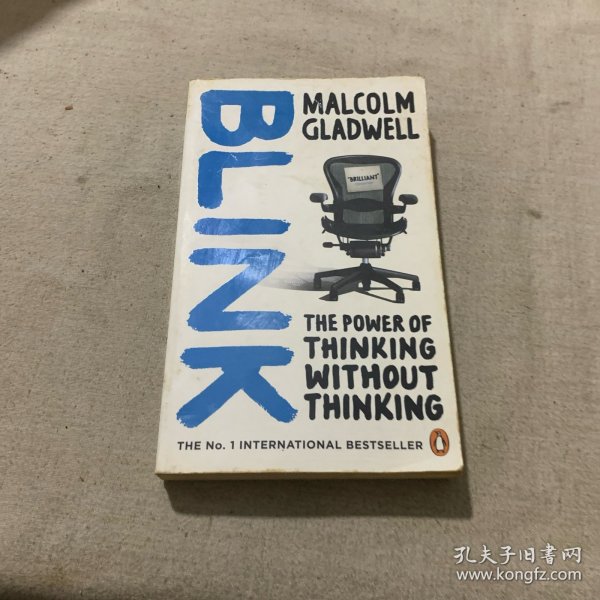 BLINK
MALCOLM
GLADWELL
"BRILLIANT"
THE POWER OF
THINKING
WITHOUT
THINKING
THE No. 1 INTERNATIONAL BESTSELLER
孔夫子旧书网
www.kongfz.com